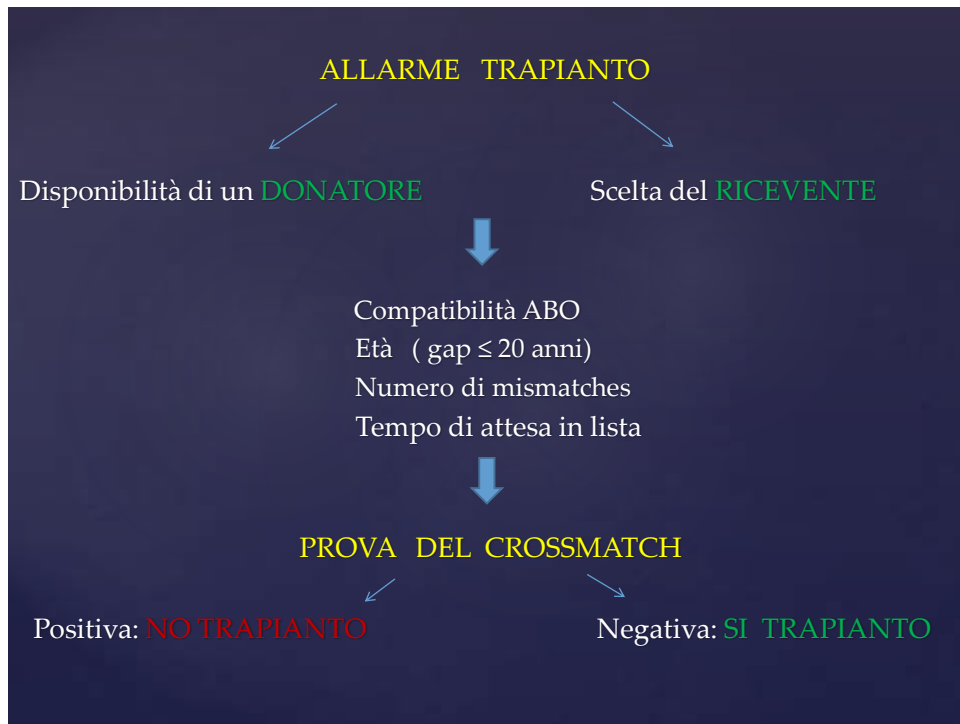 ALLARME TRAPIANTO
Disponibilità di un DONATORE
Scelta del RICEVENTE
Compatibilità ABO
Età ( gap ≤ 20 anni)
Numero di mismatches
Tempo di attesa in lista
PROVA DEL CROSSMATCH
Positiva: NO TRAPIANTO
Negativa: SI TRAPIANTO